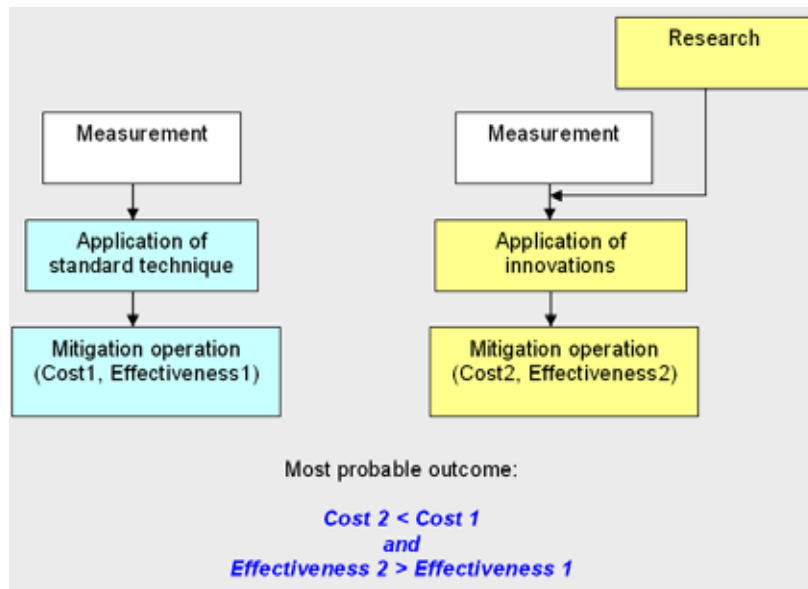 Research
Measurement
Measurement
Application of
standard technique
Application of
innovations
Mitigation operation
(Cost1, Effectiveness1)
Mitigation operation
(Cost2, Effectiveness2)
Most probable outcome:
Cost 2 < Cost 1
and
Effectiveness 2 > Effectiveness 1